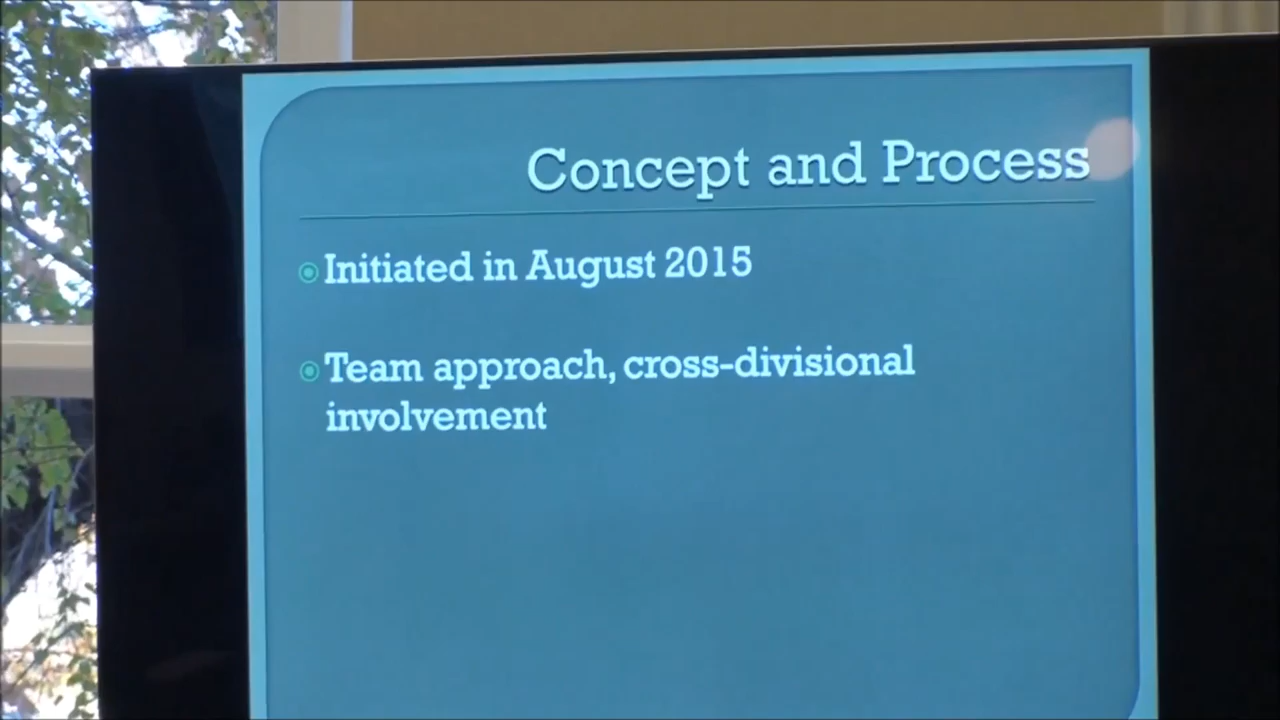 Concept and Process
Initiated in August 2015
Team approach, cross-divisional
involvement